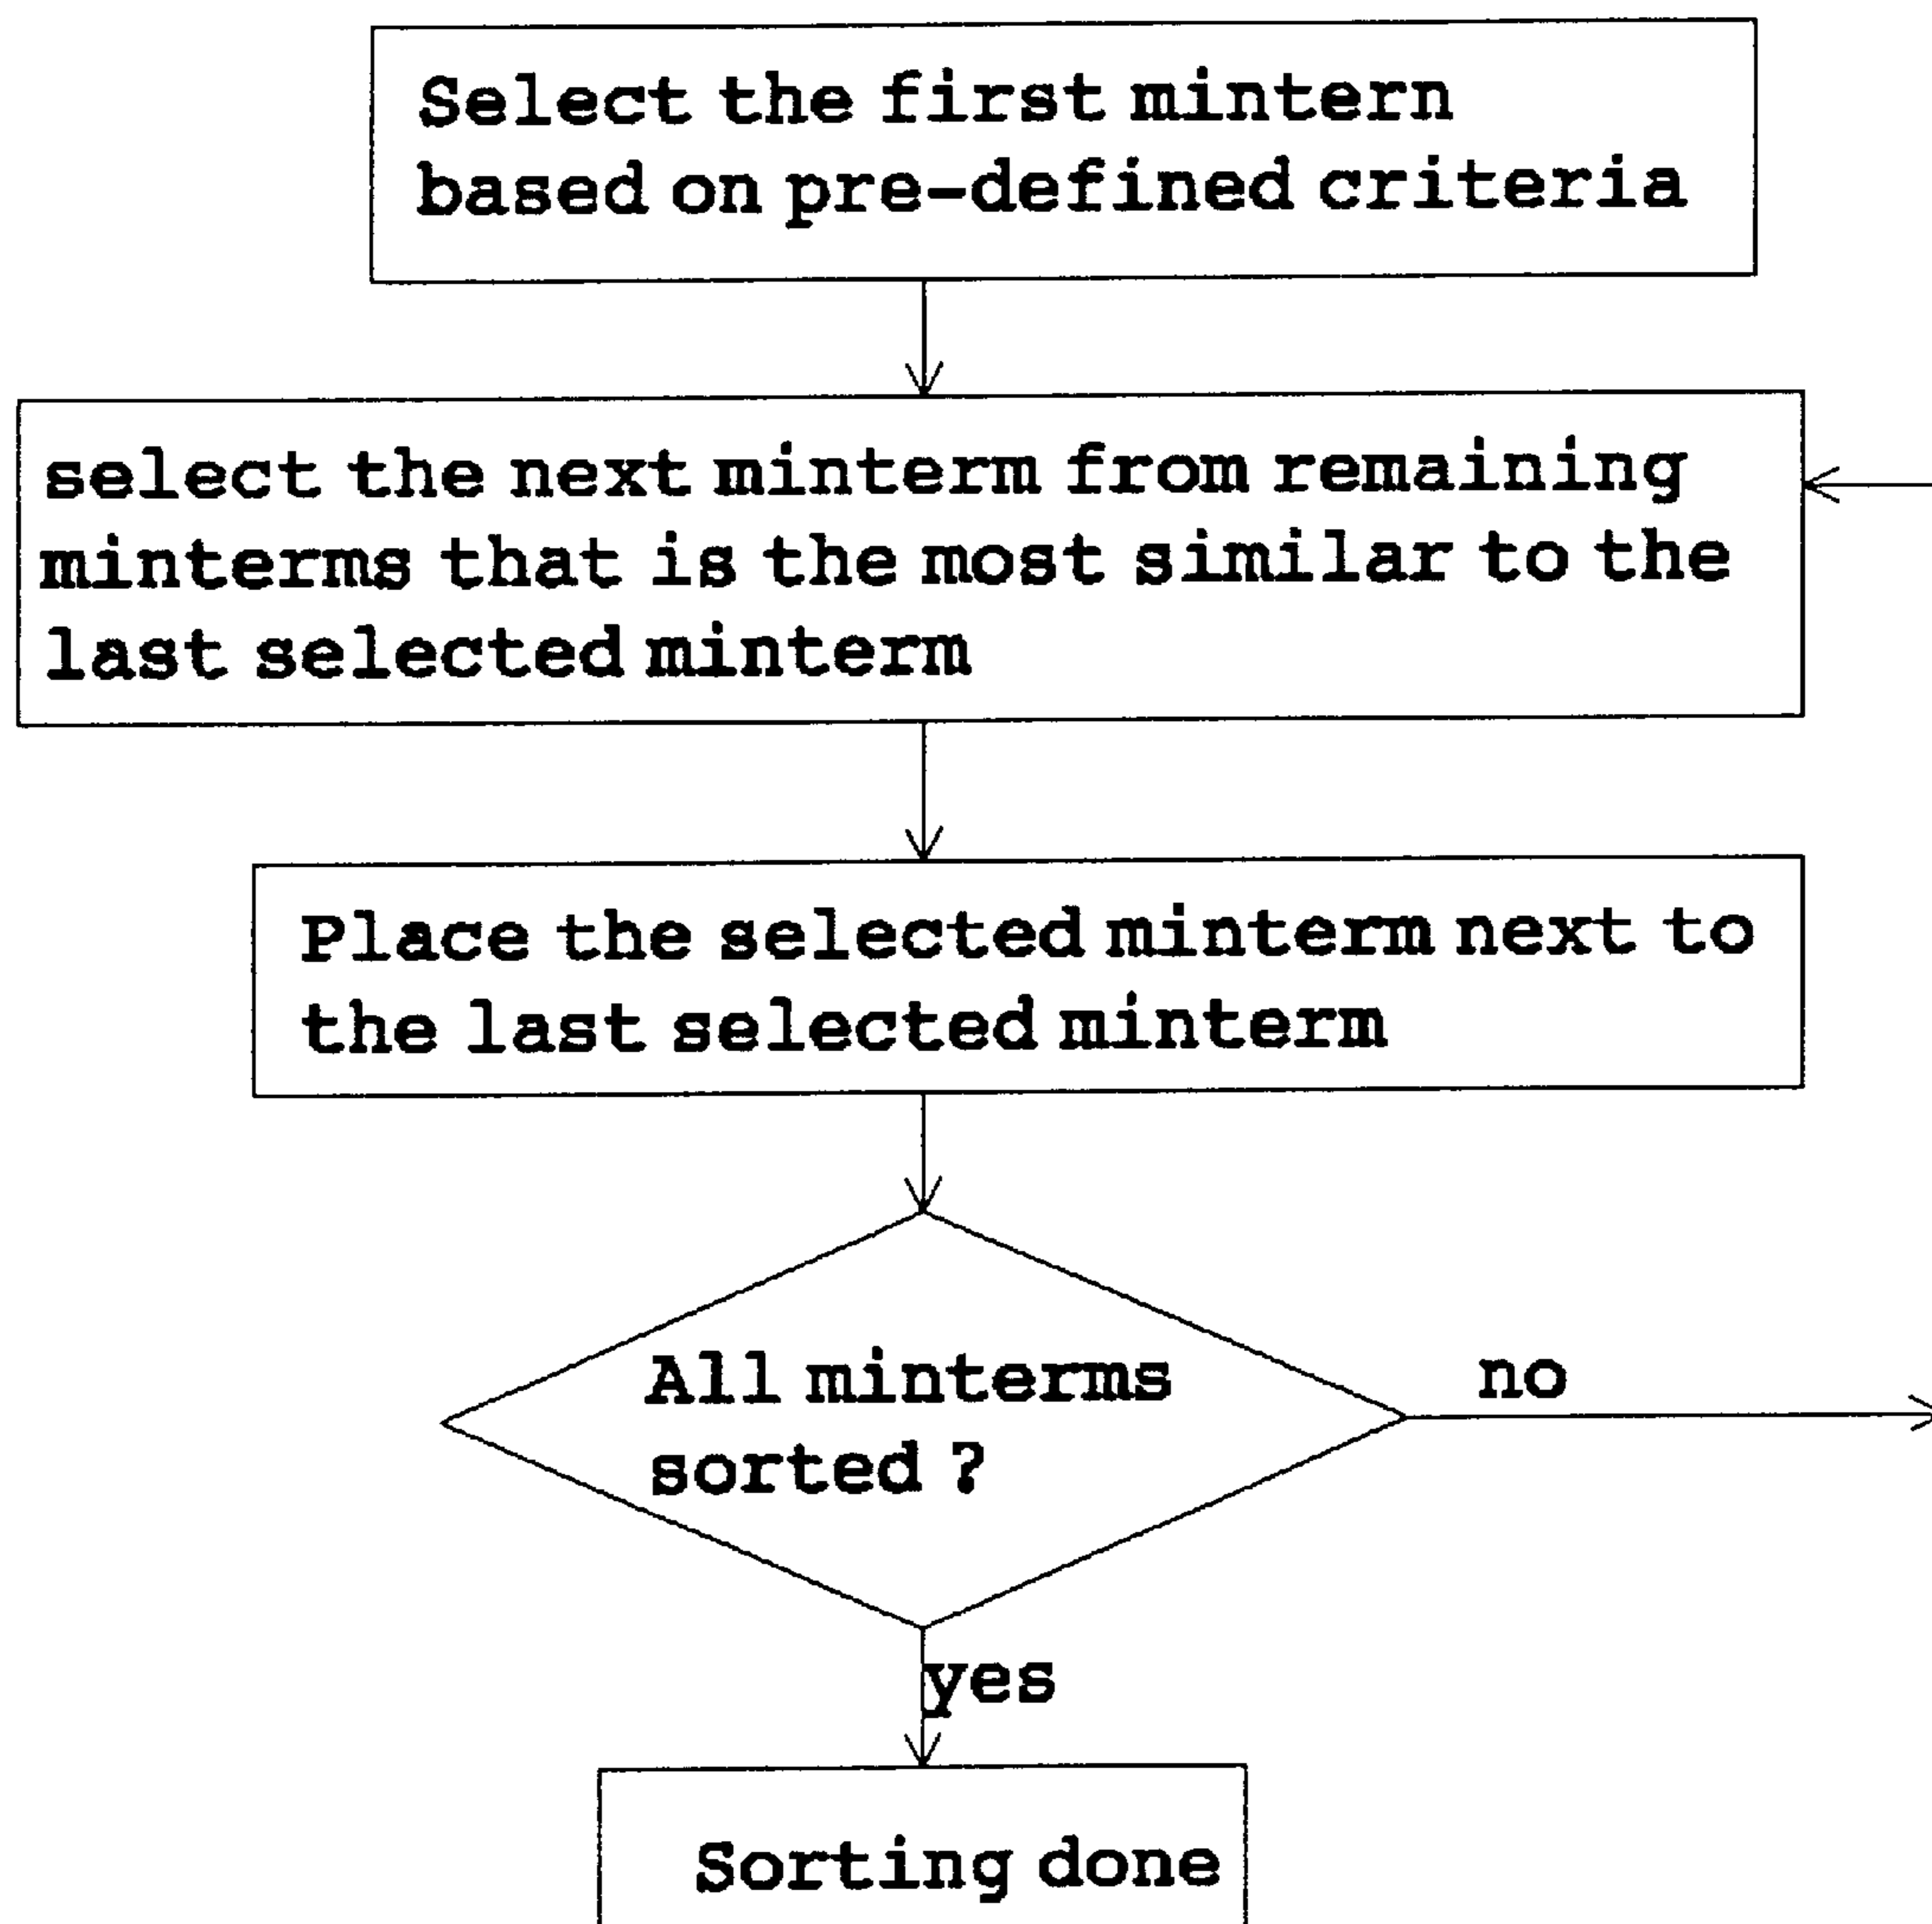 Select the first mintern
based on pre-defined criteria
select the next minterm from remaining
minterms that is the most similar to the
last selected minterm
Place the selected minterm next to
the last selected minterm
All minterms
sorted ?
no
yes
Sorting done